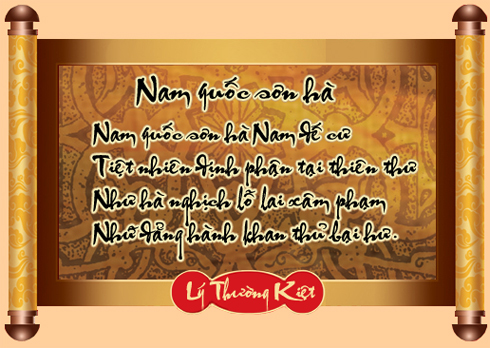 Nam quốc sơn hà
Nam quốc sơn hà Nam đế cư
Tiệt nhiên định phận tại thiên thư
Như hà nghịch lỗ lai xâm phạm
Nhữ đẳng hành khan thủ bại hư.
Lý Thường Kiệt